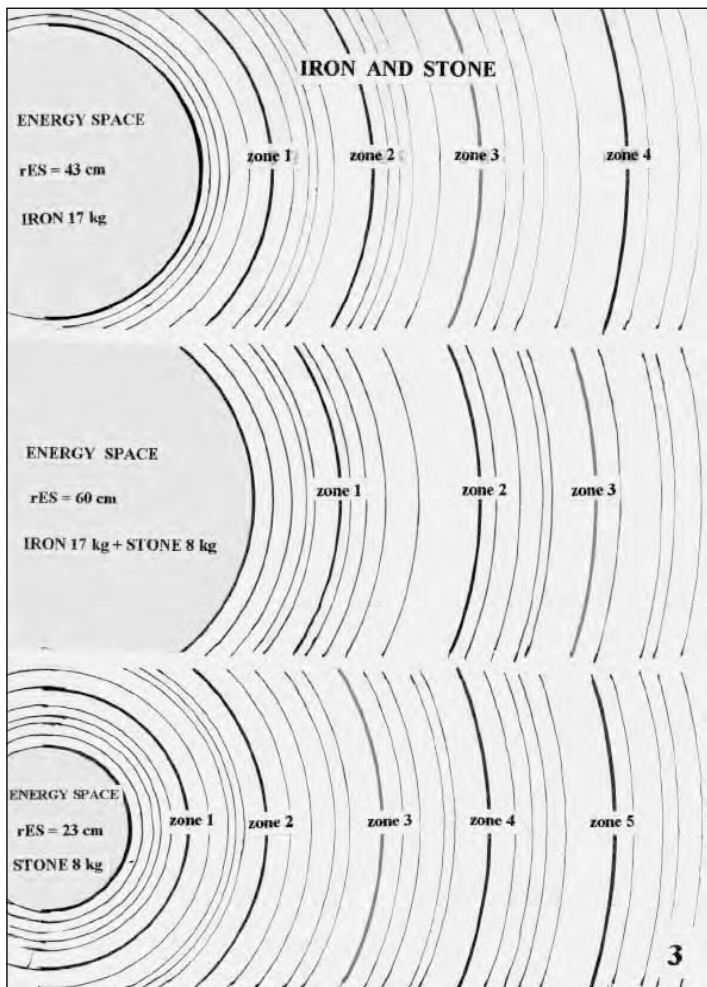 IRON AND STONE
ENERGY SPACE
rES = 43 cm
IRON 17 kg
zone 1
zone 2
zone 3
zone 4
ENERGY SPACE
rES = 60 cm
IRON 17 kg + STONE 8 kg
zone 1
zone 2
zone 3
ENERGY SPACE
rES = 23 cm
STONE 8 kg
zone 1
zone 2
zone 3
zone 4
zone 5
3